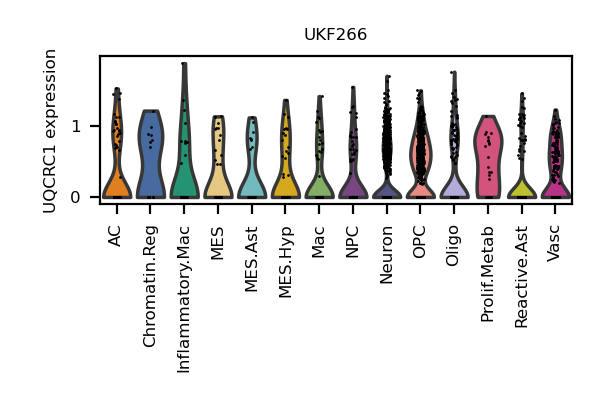 UKF266
UQCRC1 expression
1
0
AC
Chromatin.Reg
Inflammatory.Mac
MES
MES.Ast
MES.Hyp
Mac
NPC
Neuron
OPC
Oligo
Prolif.Metab
Reactive.Ast
Vasc